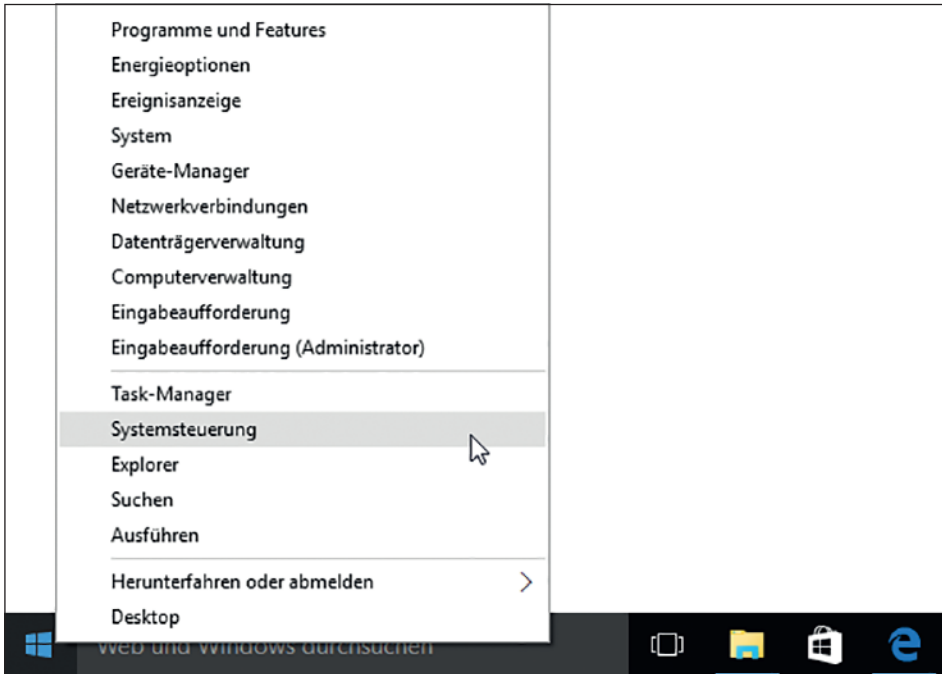 Programme und Features
Energieoptionen
Ereignisanzeige
System
Geräte-Manager
Netzwerkverbindungen
Datenträgerverwaltung
Computerverwaltung
Eingabeaufforderung
Eingabeaufforderung (Administrator)
Task-Manager
Systemsteuerung
Explorer
Suchen
Ausführen
Herunterfahren oder abmelden
Desktop
Web und Windows durchsuchen